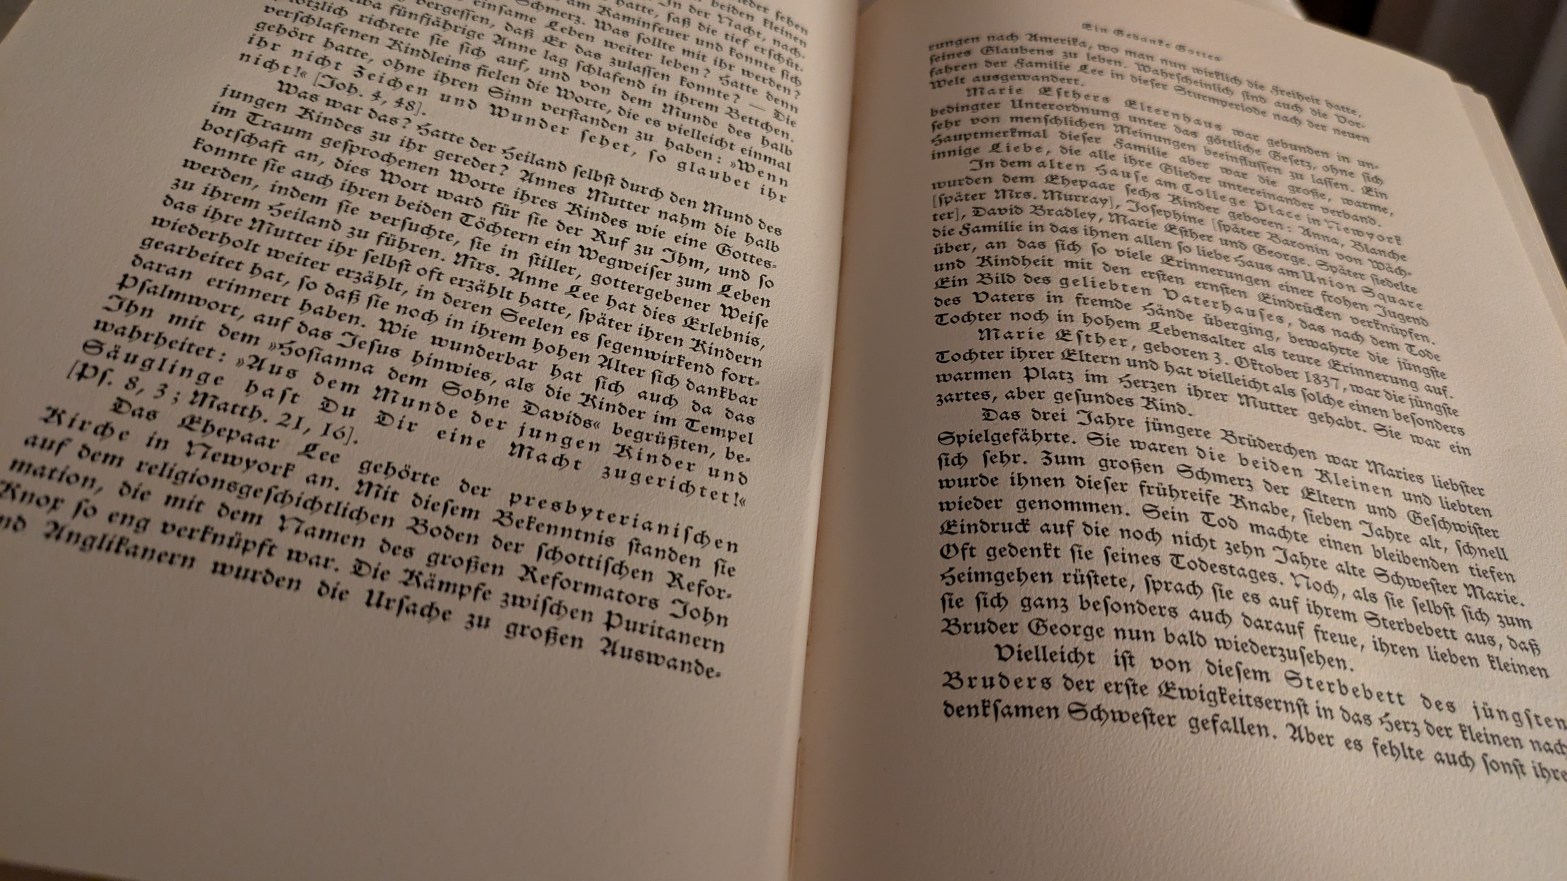 In der Nacht, nach-
hatte, saß die tief erschüt-
am Kaminfeuer und konnte sich
Schmerz. Was sollte mit ihr werden?
einsame Leben weiter leben? Hatte denn
vergessen, daß Er das zulassen konnte? — Die
etwa fünfjährige Anne lag schlafend in ihrem Bettchen.
plötzlich richtete sie sich auf, und von dem Munde des halb
verschlafenen Kindleins fielen die Worte, die es vielleicht einmal
gehört hatte, ohne ihren Sinn verstanden zu haben: »Wenn
ihr nicht Zeichen und Wunder sehet, so glaubet ihr
nicht!« [Joh. 4, 48].
Was war das? Hatte der Heiland selbst durch den Mund des
jungen Kindes zu ihr geredet? Annes Mutter nahm die halb
im Traum gesprochenen Worte ihres Kindes wie eine Gottes-
botschaft an, dies Wort ward für sie der Ruf zu Ihm, und so
konnte sie auch ihren beiden Töchtern ein Wegweiser zum Leben
werden, indem sie versuchte, sie in stiller, gottergebener Weise
zu ihrem Heiland zu führen. Mrs. Anne Lee hat dies Erlebnis,
das ihre Mutter ihr selbst oft erzählt hatte, später ihren Kindern
wiederholt weiter erzählt, in deren Seelen es segenwirkend fort-
gearbeitet hat, so daß sie noch in ihrem hohen Alter sich dankbar
daran erinnert haben. Wie wunderbar hat sich auch da das
Psalmwort, auf das Jesus hinwies, als die Kinder im Tempel
Ihn mit dem »Hosianna dem Sohne Davids« begrüßten, be-
wahrheitet: »Aus dem Munde der jungen Kinder und
Säuglinge hast Du Dir eine Macht zugerichtet!«
[Ps. 8, 3; Matth. 21, 16].
Das Ehepaar Lee gehörte der presbyterianischen
Kirche in Newyork an. Mit diesem Bekenntnis standen sie
auf dem religionsgeschichtlichen Boden der schottischen Refor-
mation, die mit dem Namen des großen Reformators John
Knox so eng verknüpft war. Die Kämpfe zwischen Puritanern
nd Anglikanern wurden die Ursache zu großen Auswande-
Ein Gedanke Gottes
rungen nach Amerika, wo man nun wirklich die Freiheit hatte,
seines Glaubens zu leben. Wahrscheinlich sind auch die Vor-
fahren der Familie Lee in dieser Sturmperiode nach der neuen
Welt ausgewandert.
Marie Esthers Elternhaus war gebunden in un-
bedingter Unterordnung unter das göttliche Gesetz, ohne sich
sehr von menschlichen Meinungen beeinflussen zu lassen. Ein
Hauptmerkmal dieser Familie aber war die große, warme,
innige Liebe, die alle ihre Glieder untereinander verband.
In dem alten Hause am College Place in Newyork
wurden dem Ehepaar sechs Kinder geboren: Anna, Blanche
[später Mrs. Murray], Josephine [später Baronin von Wäch-
ter], David Bradley, Marie Esther und George. Später siedelte
die Familie in das ihnen allen so liebe Haus am Union Square
über, an das sich so viele Erinnerungen einer frohen Jugend
und Kindheit mit den ersten ernsten Eindrücken verknüpfen.
Ein Bild des geliebten Vaterhauses, das nach dem Tode
des Vaters in fremde Hände überging, bewahrte die jüngste
Tochter noch in hohem Lebensalter als teure Erinnerung auf.
Marie Esther, geboren 3. Oktober 1837, war die jüngste
Tochter ihrer Eltern und hat vielleicht als solche einen besonders
warmen Platz im Herzen ihrer Mutter gehabt. Sie war ein
zartes, aber gesundes Kind.
Das drei Jahre jüngere Brüderchen war Maries liebster
Spielgefährte. Sie waren die beiden Kleinen und liebten
sich sehr. Zum großen Schmerz der Eltern und Geschwister
wurde ihnen dieser frühreife Knabe, sieben Jahre alt, schnell
wieder genommen. Sein Tod machte einen bleibenden tiefen
Eindruck auf die noch nicht zehn Jahre alte Schwester Marie.
Oft gedenkt sie seines Todestages. Noch, als sie selbst sich zum
Heimgehen rüstete, sprach sie es auf ihrem Sterbebett aus, daß
sie sich ganz besonders auch darauf freue, ihren lieben kleinen
Bruder George nun bald wiederzusehen.
Vielleicht ist von diesem Sterbebett des jüngsten
Bruders der erste Ewigkeitsernst in das Herz der kleinen nach
denksamen Schwester gefallen. Aber es fehlte auch sonst ihre